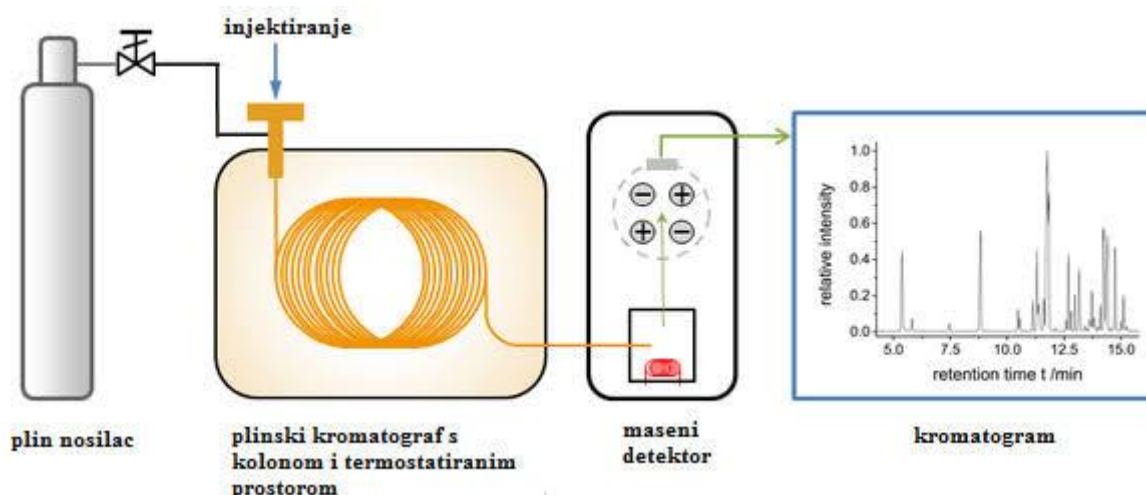 injektiranje
− +
+ −
plin nosilac
plinski kromatograf s
kolonom i termostatiranim
prostorom
maseni
detektor
relative intensity
1.0
0.8
0.6
0.4
0.2
0.0
5.0 7.5 10.0 12.5 15.0
retention time t /min
kromatogram